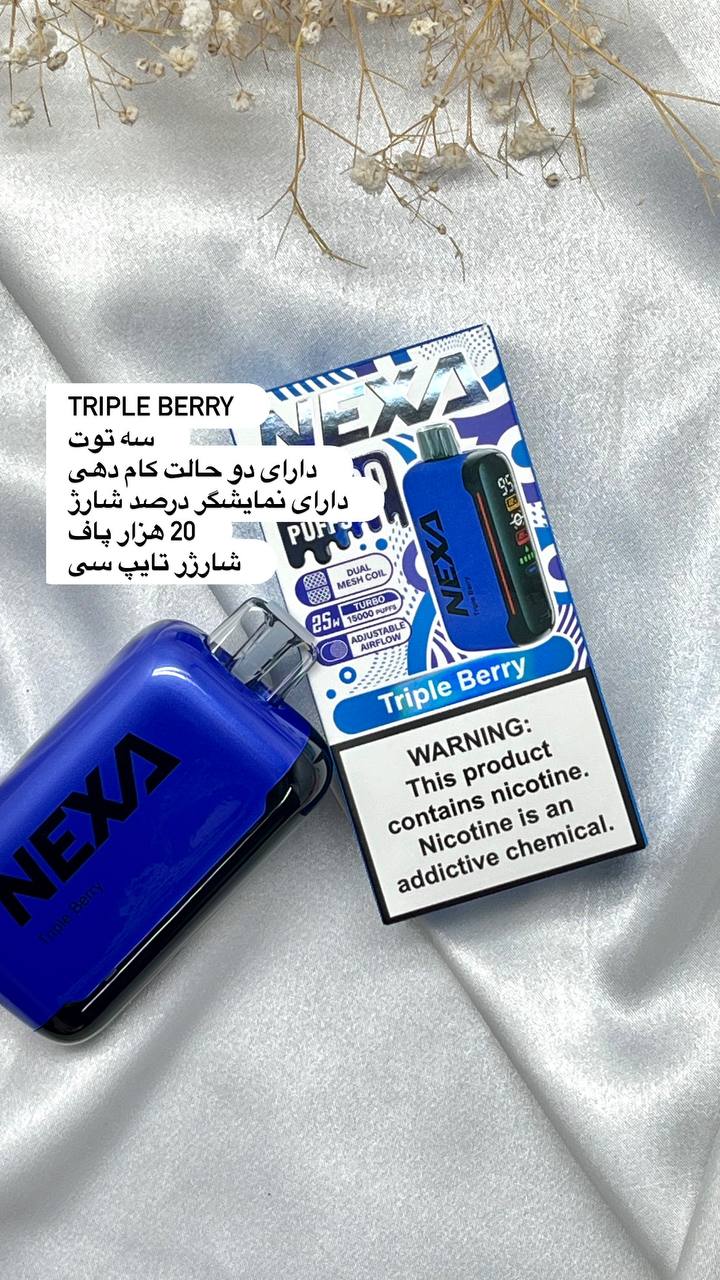 TRIPLE BERRY
سه توت
دارای دو حالت کام دهی
دارای نمایشگر درصد شارژ
20 هزار پاف
شارژر تایپ سی
NEXA
DUAL
MESH COIL
25W TURBO
15000 PUFFS
ADJUSTABLE
AIRFLOW
95
NEXA
Triple Berry
Triple Berry
WARNING:
This product
contains nicotine.
Nicotine is an
addictive chemical.
NEXA
Triple Berry